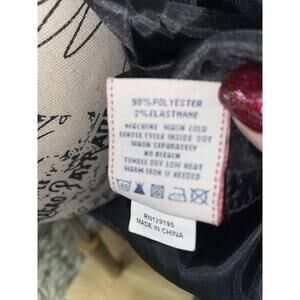 98% POLYESTER
2% ELASTHANE
MACHINE WASH COLD
GENTLE CYCLE INSIDE OUT
WASH SEPARATELY
NO BLEACH
TUMBLE DRY LOW HEAT
WARM IRON IF NEEDED
RN129195
MADE IN CHINA